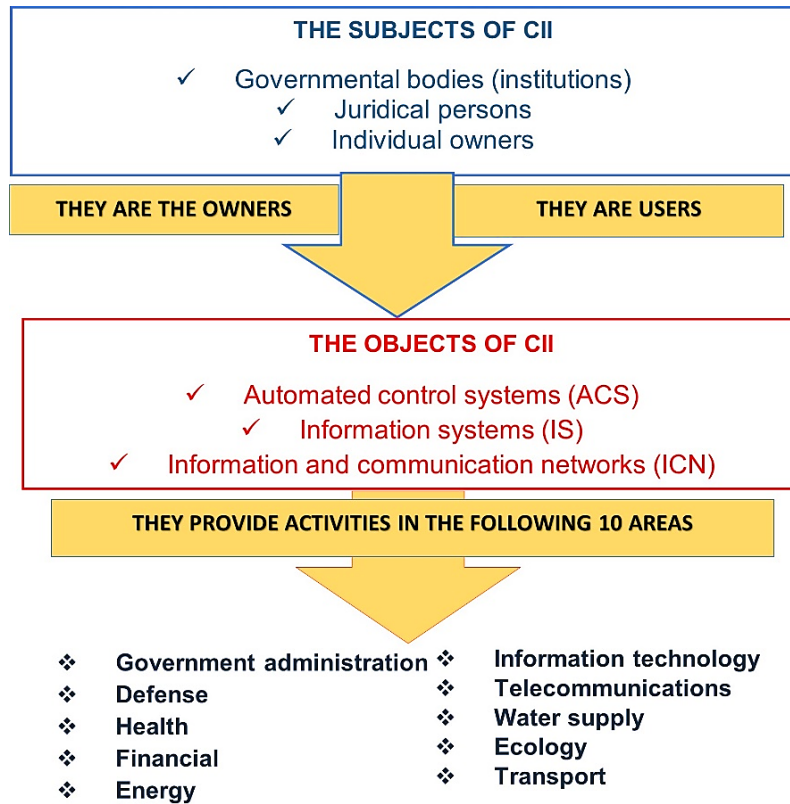 THE SUBJECTS OF CII
✓ Governmental bodies (institutions)
✓ Juridical persons
✓ Individual owners
THEY ARE THE OWNERS
THEY ARE USERS
THE OBJECTS OF CII
✓ Automated control systems (ACS)
✓ Information systems (IS)
✓ Information and communication networks (ICN)
THEY PROVIDE ACTIVITIES IN THE FOLLOWING 10 AREAS
❖ Government administration
❖ Defense
❖ Health
❖ Financial
❖ Energy
❖ Information technology
❖ Telecommunications
❖ Water supply
❖ Ecology
❖ Transport